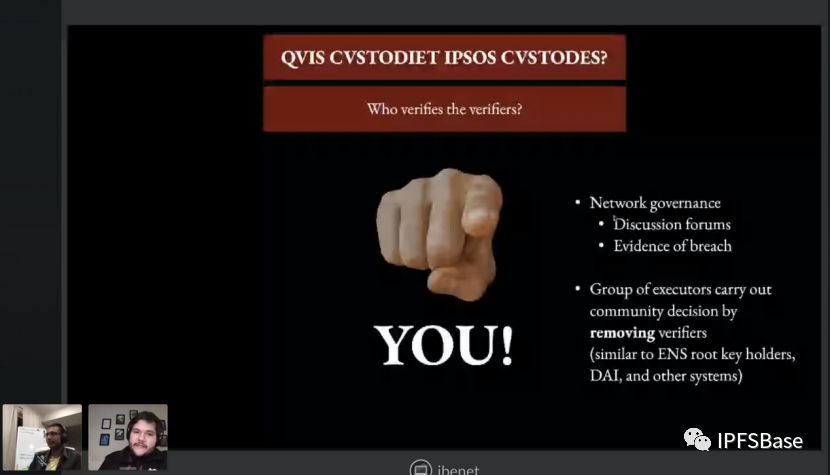 QVIS CVSTODIET IPSOS CVSTODES?
Who verifies the verifiers?
YOU!
• Network governance
• Discussion forums
• Evidence of breach
• Group of executors carry out
community decision by
removing verifiers
(similar to ENS root key holders,
DAI, and other systems)
IPFSBase
jbenet